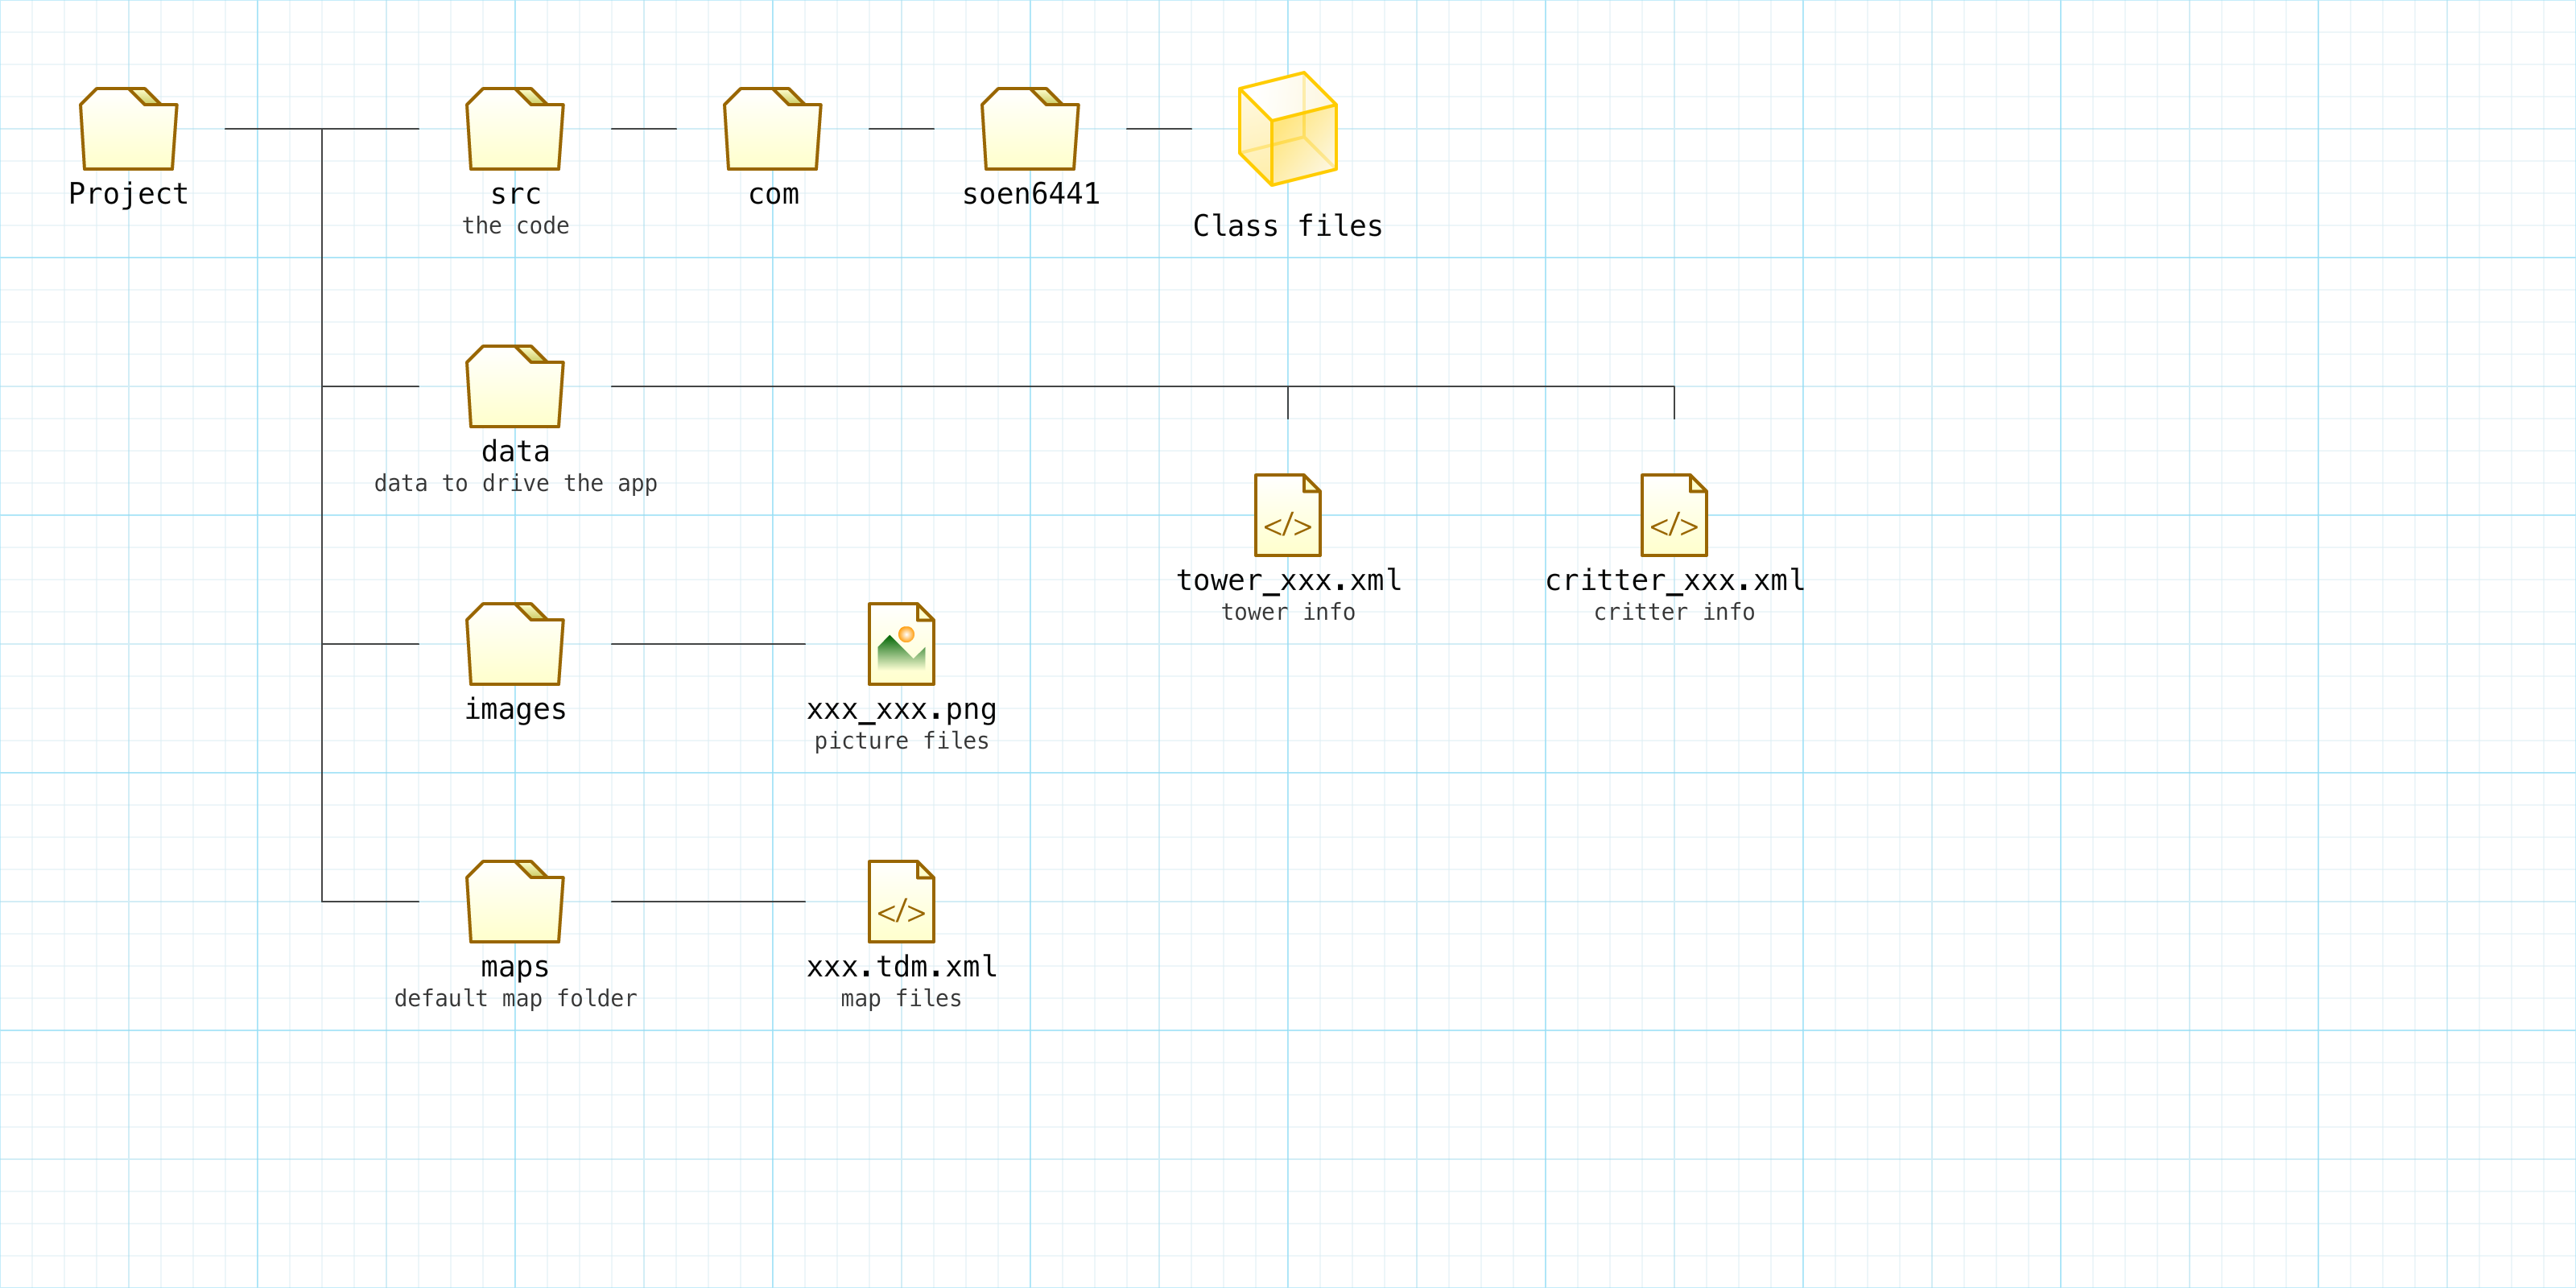 Project
src
the code
com
soen6441
Class files
data
data to drive the app
</>
tower_xxx.xml
tower info
</>
critter_xxx.xml
critter info
images
xxx_xxx.png
picture files
maps
default map folder
</>
xxx.tdm.xml
map files